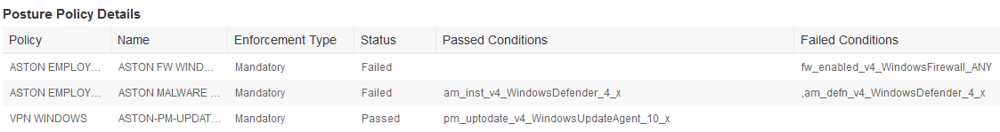 Posture Policy Details
Policy Name Enforcement Type Status Passed Conditions Failed Conditions
ASTON EMPLOY... ASTON FW WIND... Mandatory Failed fw_enabled_v4_WindowsFirewall_ANY
ASTON EMPLOY... ASTON MALWARE ... Mandatory Failed am_inst_v4_WindowsDefender_4_x ,am_defn_v4_WindowsDefender_4_x
VPN WINDOWS ASTON-PM-UPDAT... Mandatory Passed pm_uptodate_v4_WindowsUpdateAgent_10_x